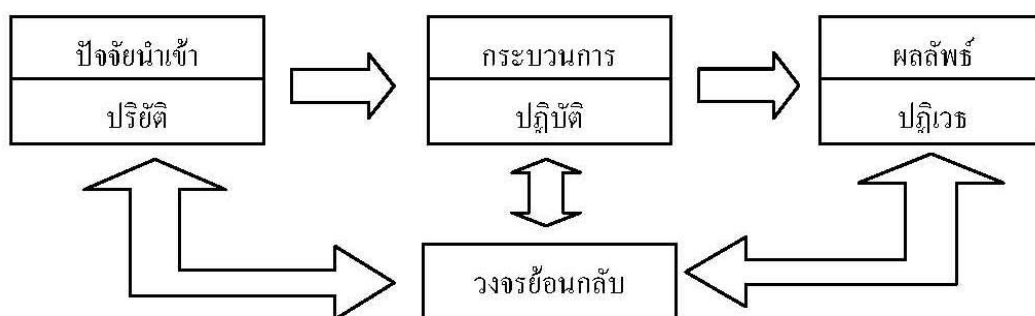 ปัจจัยนำเข้า
ปริยัติ
กระบวนการ
ปฎิบัติ
ผลลัพธ์
ปฎิเวธ
วงจรย้อนกลับ